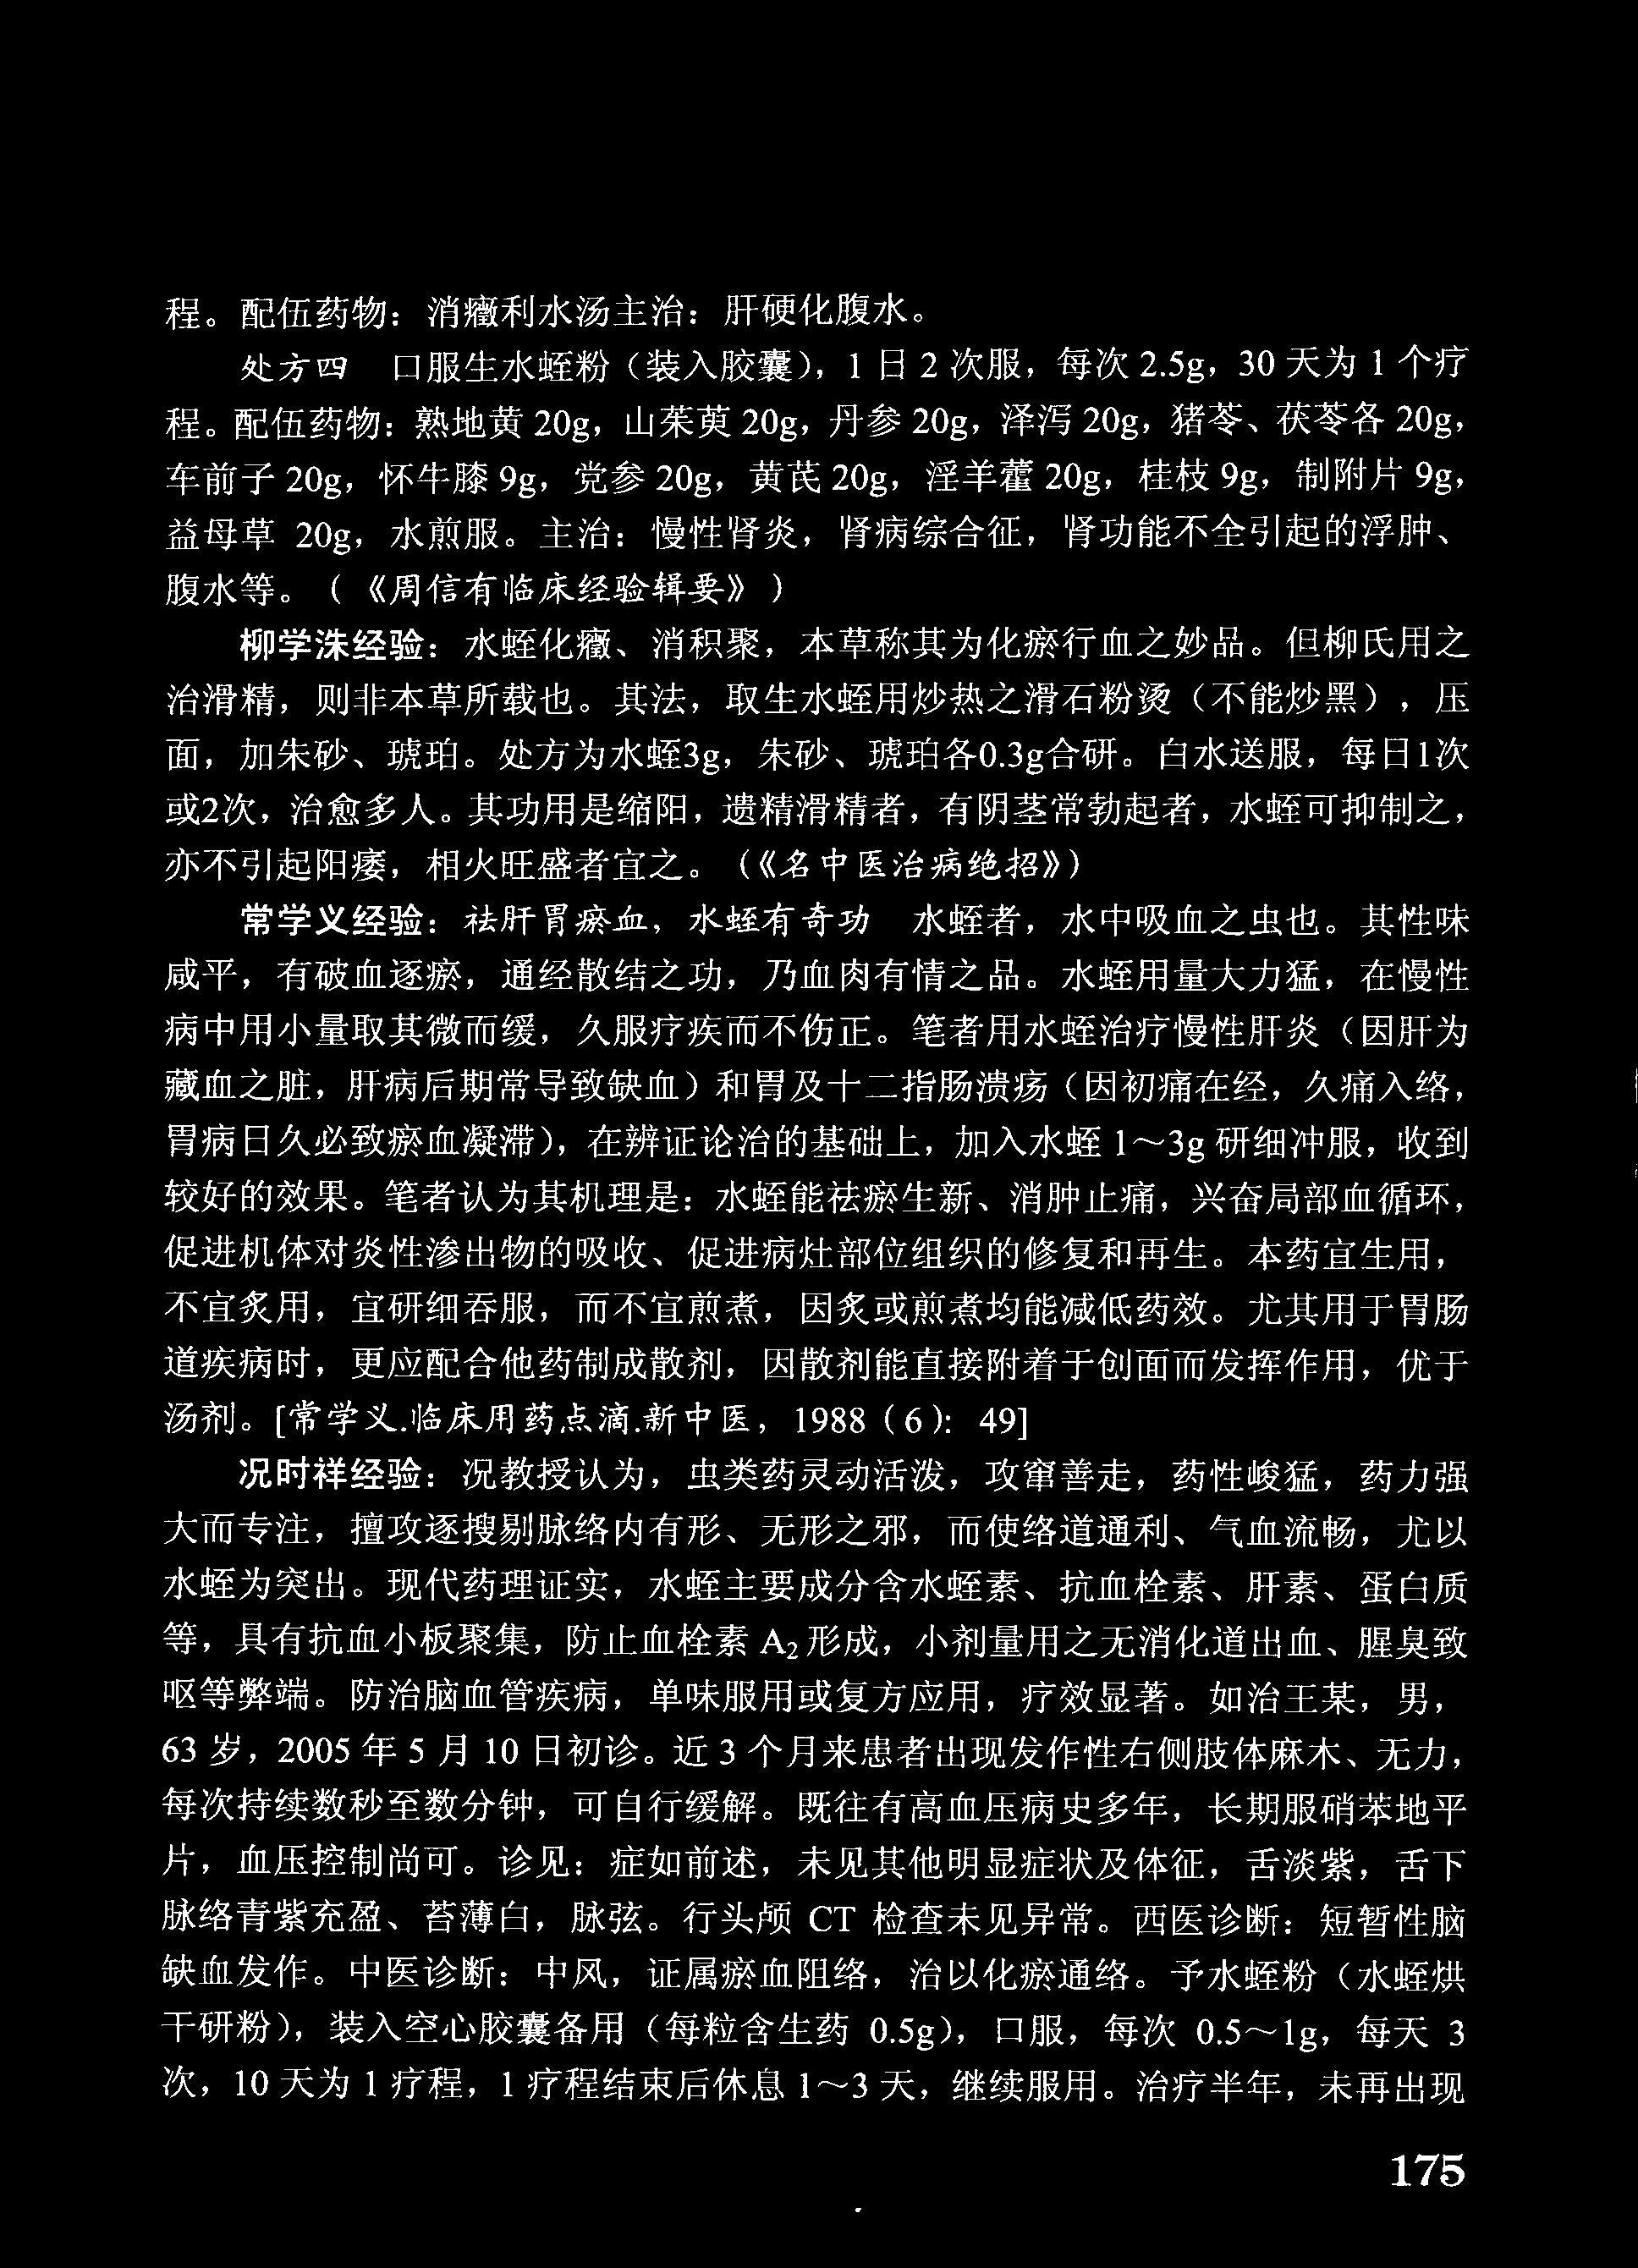 程。配伍药物：消癥利水汤主治：肝硬化腹水。
处方四　口服生水蛭粉（装入胶囊），1 日 2 次服，每次 2.5g，30 天为 1 个疗
程。配伍药物：熟地黄 20g，山茱萸 20g，丹参 20g，泽泻 20g，猪苓、茯苓各 20g，
车前子 20g，怀牛膝 9g，党参 20g，黄芪 20g，淫羊藿 20g，桂枝 9g，制附片 9g，
益母草 20g，水煎服。主治：慢性肾炎，肾病综合征，肾功能不全引起的浮肿、
腹水等。（《周信有临床经验辑要》）
柳学洙经验：水蛭化癥、消积聚，本草称其为化瘀行血之妙品。但柳氏用之
治滑精，则非本草所载也。其法，取生水蛭用炒热之滑石粉烫（不能炒黑），压
面，加朱砂、琥珀。处方为水蛭3g，朱砂、琥珀各0.3g合研。白水送服，每日1次
或2次，治愈多人。其功用是缩阳，遗精滑精者，有阴茎常勃起者，水蛭可抑制之，
亦不引起阳痿，相火旺盛者宜之。（《名中医治病绝招》）
常学义经验：祛肝胃瘀血，水蛭有奇功　水蛭者，水中吸血之虫也。其性味
咸平，有破血逐瘀，通经散结之功，乃血肉有情之品。水蛭用量大力猛，在慢性
病中用小量取其微而缓，久服疗疾而不伤正。笔者用水蛭治疗慢性肝炎（因肝为
藏血之脏，肝病后期常导致缺血）和胃及十二指肠溃疡（因初痛在经，久痛入络，
胃病日久必致瘀血凝滞），在辨证论治的基础上，加入水蛭 1～3g 研细冲服，收到
较好的效果。笔者认为其机理是：水蛭能祛瘀生新、消肿止痛，兴奋局部血循环，
促进机体对炎性渗出物的吸收、促进病灶部位组织的修复和再生。本药宜生用，
不宜炙用，宜研细吞服，而不宜煎煮，因炙或煎煮均能减低药效。尤其用于胃肠
道疾病时，更应配合他药制成散剂，因散剂能直接附着于创面而发挥作用，优于
汤剂。[常学义.临床用药点滴.新中医，1988（6）：49]
况时祥经验：况教授认为，虫类药灵动活泼，攻窜善走，药性峻猛，药力强
大而专注，擅攻逐搜剔脉络内有形、无形之邪，而使络道通利、气血流畅，尤以
水蛭为突出。现代药理证实，水蛭主要成分含水蛭素、抗血栓素、肝素、蛋白质
等，具有抗血小板聚集，防止血栓素 A₂ 形成，小剂量用之无消化道出血、腥臭致
呕等弊端。防治脑血管疾病，单味服用或复方应用，疗效显著。如治王某，男，
63 岁，2005 年 5 月 10 日初诊。近 3 个月来患者出现发作性右侧肢体麻木、无力，
每次持续数秒至数分钟，可自行缓解。既往有高血压病史多年，长期服硝苯地平
片，血压控制尚可。诊见：症如前述，未见其他明显症状及体征，舌淡紫，舌下
脉络青紫充盈、苔薄白，脉弦。行头颅 CT 检查未见异常。西医诊断：短暂性脑
缺血发作。中医诊断：中风，证属瘀血阻络，治以化瘀通络。予水蛭粉（水蛭烘
干研粉），装入空心胶囊备用（每粒含生药 0.5g），口服，每次 0.5～1g，每天 3
次，10 天为 1 疗程，1 疗程结束后休息 1～3 天，继续服用。治疗半年，未再出现
175